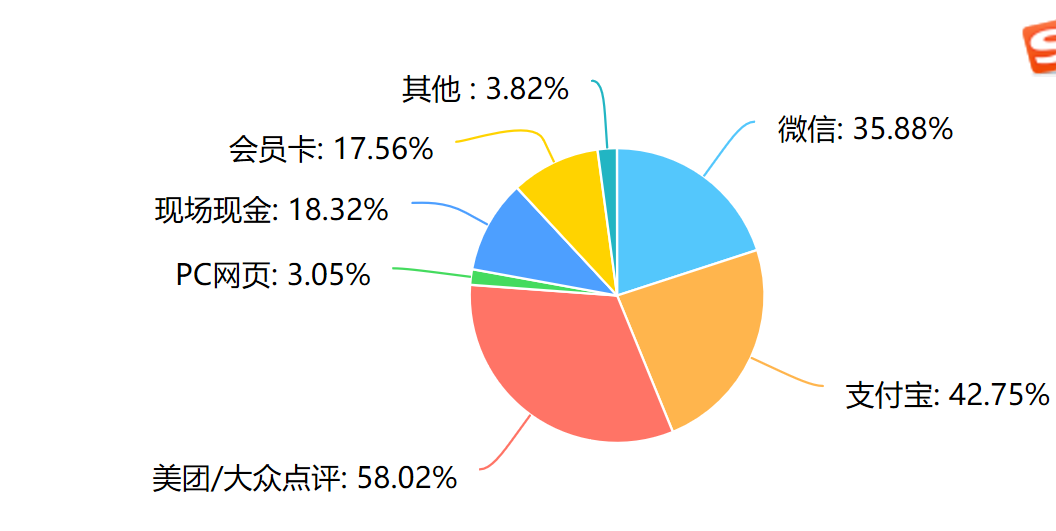 其他 : 3.82%
微信: 35.88%
会员卡: 17.56%
现场现金: 18.32%
PC网页: 3.05%
支付宝: 42.75%
美团/大众点评: 58.02%